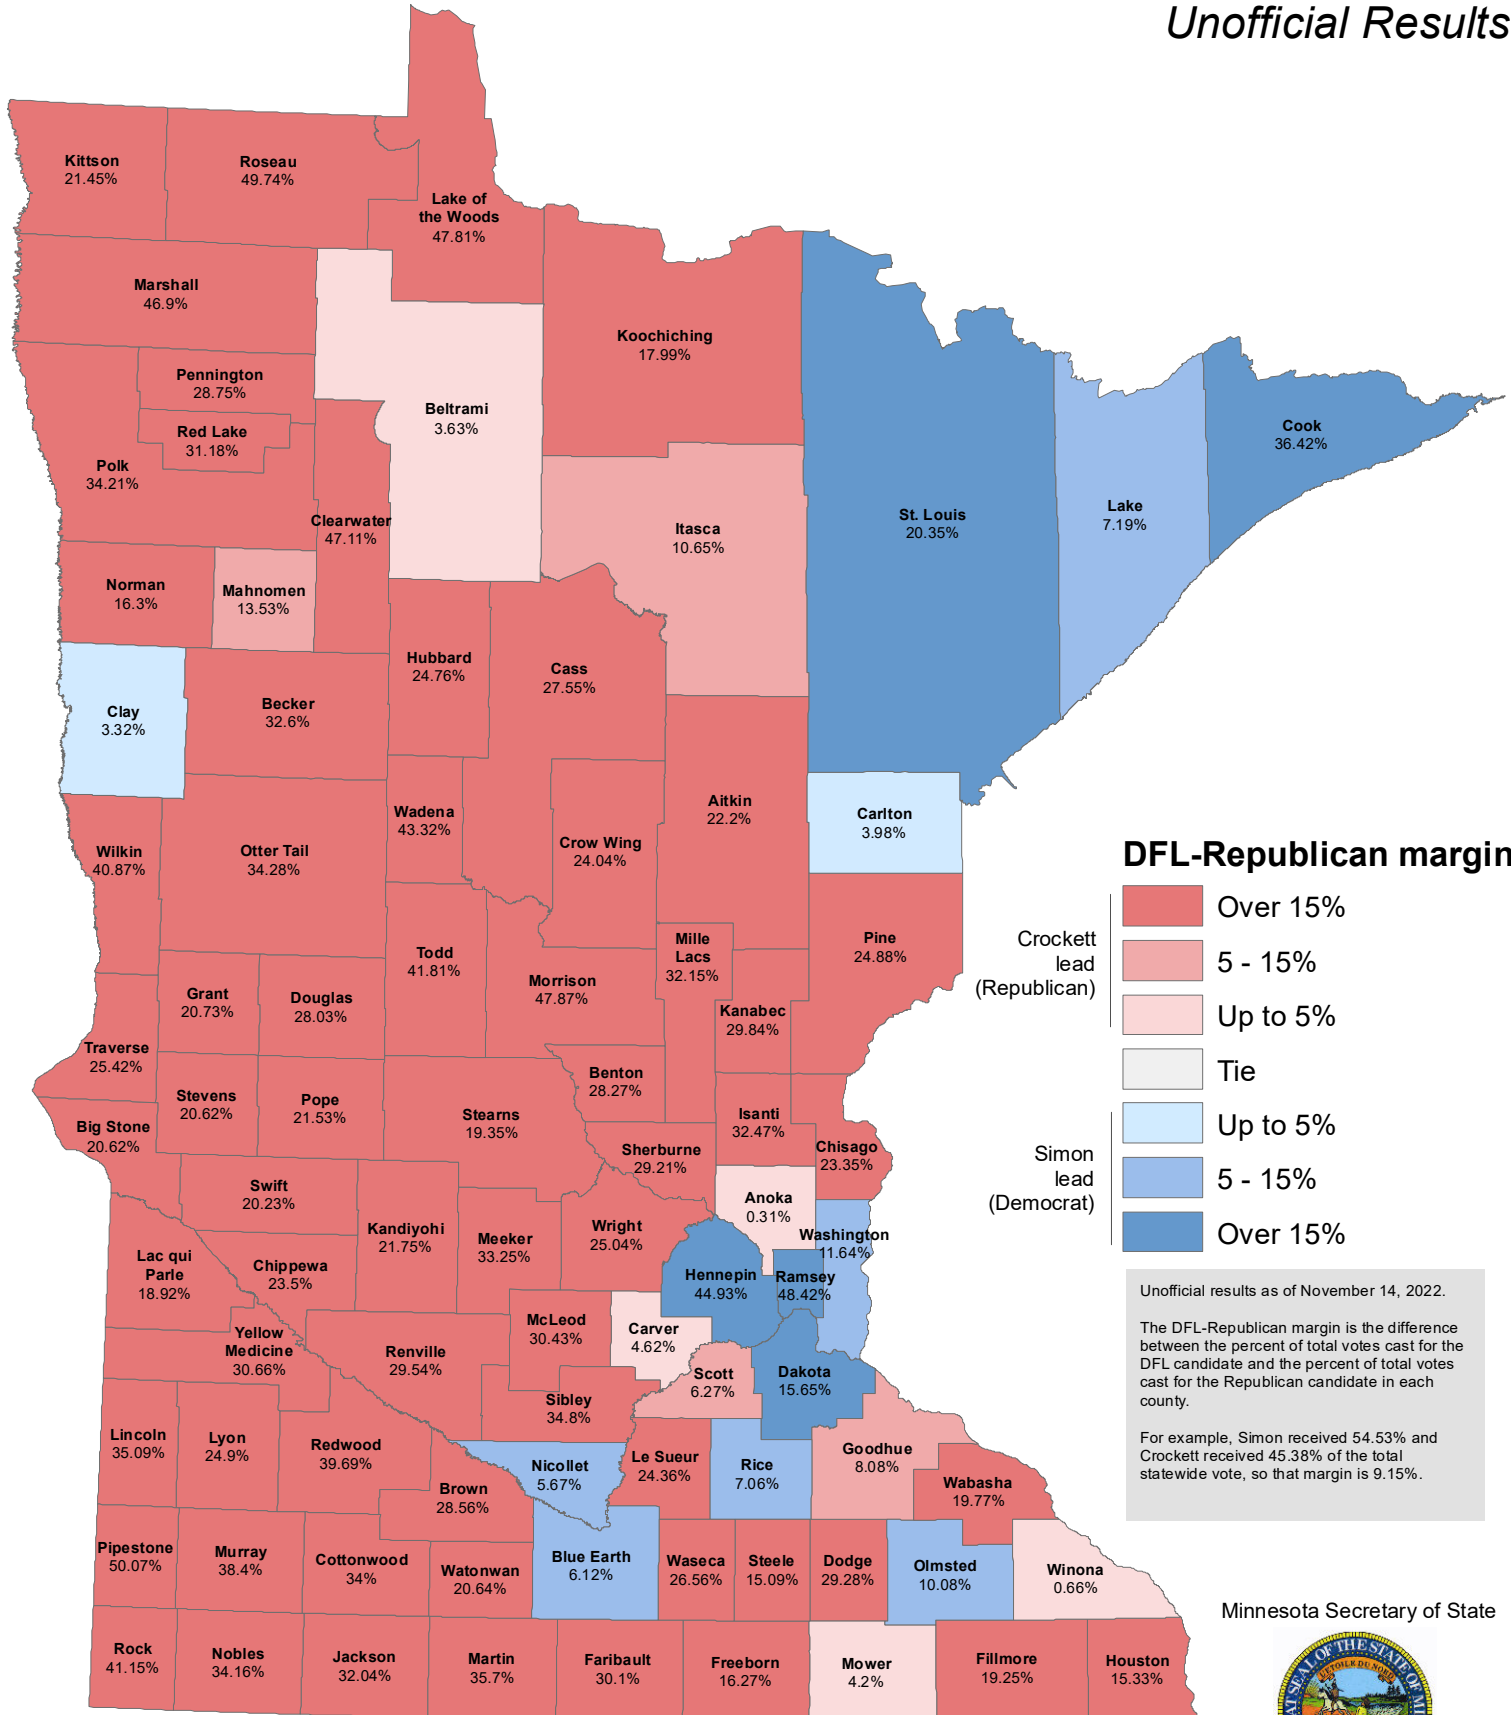 Unofficial Results
Kittson
21.45%
Roseau
49.74%
Lake of
the Woods
47.81%
Marshall
46.9%
Koochiching
17.99%
Pennington
28.75%
Red Lake
31.18%
Polk
34.21%
Beltrami
3.63%
Clearwater
47.11%
Itasca
10.65%
St. Louis
20.35%
Lake
7.19%
Cook
36.42%
Norman
16.3%
Mahnomen
13.53%
Hubbard
24.76%
Cass
27.55%
Clay
3.32%
Becker
32.6%
Wadena
43.32%
Crow Wing
24.04%
Aitkin
22.2%
Carlton
3.98%
Wilkin
40.87%
Otter Tail
34.28%
Todd
41.81%
Morrison
47.87%
Mille
Lacs
32.15%
Kanabec
29.84%
Pine
24.88%
Grant
20.73%
Douglas
28.03%
Traverse
25.42%
Stevens
20.62%
Pope
21.53%
Stearns
19.35%
Benton
28.27%
Isanti
32.47%
Chisago
23.35%
Big Stone
20.62%
Sherburne
29.21%
Swift
20.23%
Kandiyohi
21.75%
Meeker
33.25%
Wright
25.04%
Anoka
0.31%
Washington
11.64%
Hennepin
44.93%
Ramsey
48.42%
Lac qui
Parle
18.92%
Chippewa
23.5%
Yellow
Medicine
30.66%
Renville
29.54%
McLeod
30.43%
Carver
4.62%
Scott
6.27%
Dakota
15.65%
Sibley
34.8%
Lincoln
35.09%
Lyon
24.9%
Redwood
39.69%
Brown
28.56%
Nicollet
5.67%
Le Sueur
24.36%
Rice
7.06%
Goodhue
8.08%
Wabasha
19.77%
Pipestone
50.07%
Murray
38.4%
Cottonwood
34%
Watonwan
20.64%
Blue Earth
6.12%
Waseca
26.56%
Steele
15.09%
Dodge
29.28%
Olmsted
10.08%
Winona
0.66%
Rock
41.15%
Nobles
34.16%
Jackson
32.04%
Martin
35.7%
Faribault
30.1%
Freeborn
16.27%
Mower
4.2%
Fillmore
19.25%
Houston
15.33%
DFL-Republican margin
Crockett
lead
(Republican)
Over 15%
5 - 15%
Up to 5%
Tie
Simon
lead
(Democrat)
Up to 5%
5 - 15%
Over 15%
Unofficial results as of November 14, 2022.
The DFL-Republican margin is the difference
between the percent of total votes cast for the
DFL candidate and the percent of total votes
cast for the Republican candidate in each
county.
For example, Simon received 54.53% and
Crockett received 45.38% of the total
statewide vote, so that margin is 9.15%.
Minnesota Secretary of State
L'ETOILE DU NORD